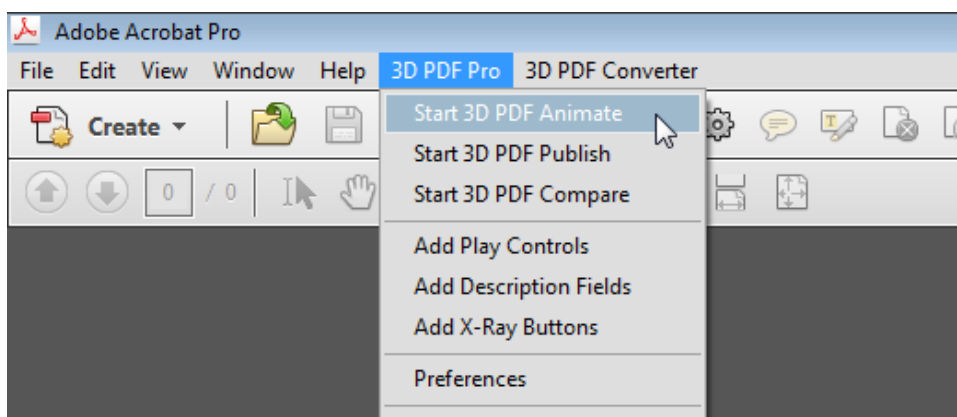 Adobe Acrobat Pro
File Edit View Window Help 3D PDF Pro 3D PDF Converter
Create
Start 3D PDF Animate
Start 3D PDF Publish
0 / 0
Start 3D PDF Compare
Add Play Controls
Add Description Fields
Add X-Ray Buttons
Preferences